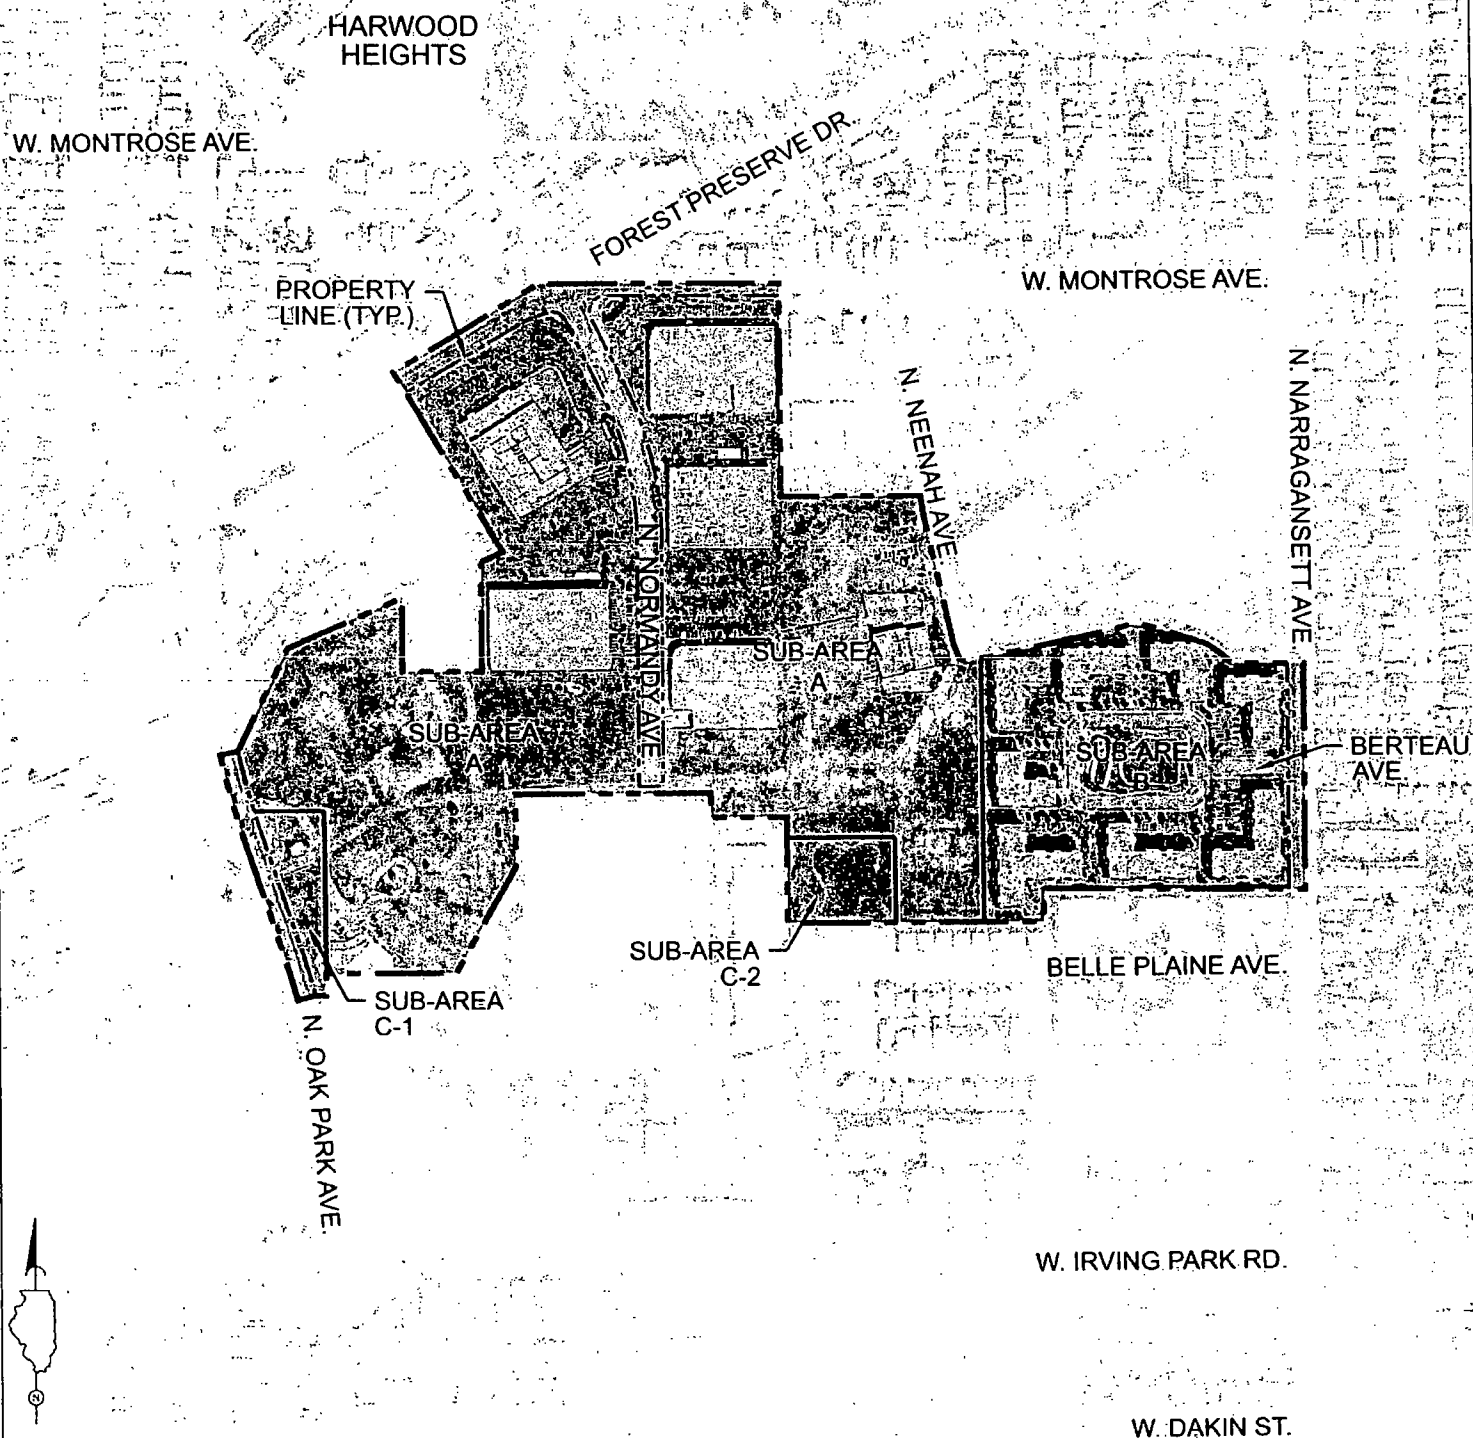 HARWOOD
HEIGHTS
W. MONTROSE AVE.
FOREST PRESERVE DR.
W. MONTROSE AVE.
PROPERTY
LINE (TYP.)
N. NEENAH AVE.
N. NARRAGANSETT AVE.
N. NORMANDY AVE.
SUB-AREA
A
SUB-AREA
A
SUB-AREA
B
BERTEAU
AVE.
SUB-AREA
C-2
BELLE PLAINE AVE.
SUB-AREA
C-1
N. OAK PARK AVE.
W. IRVING PARK RD.
W. DAKIN ST.